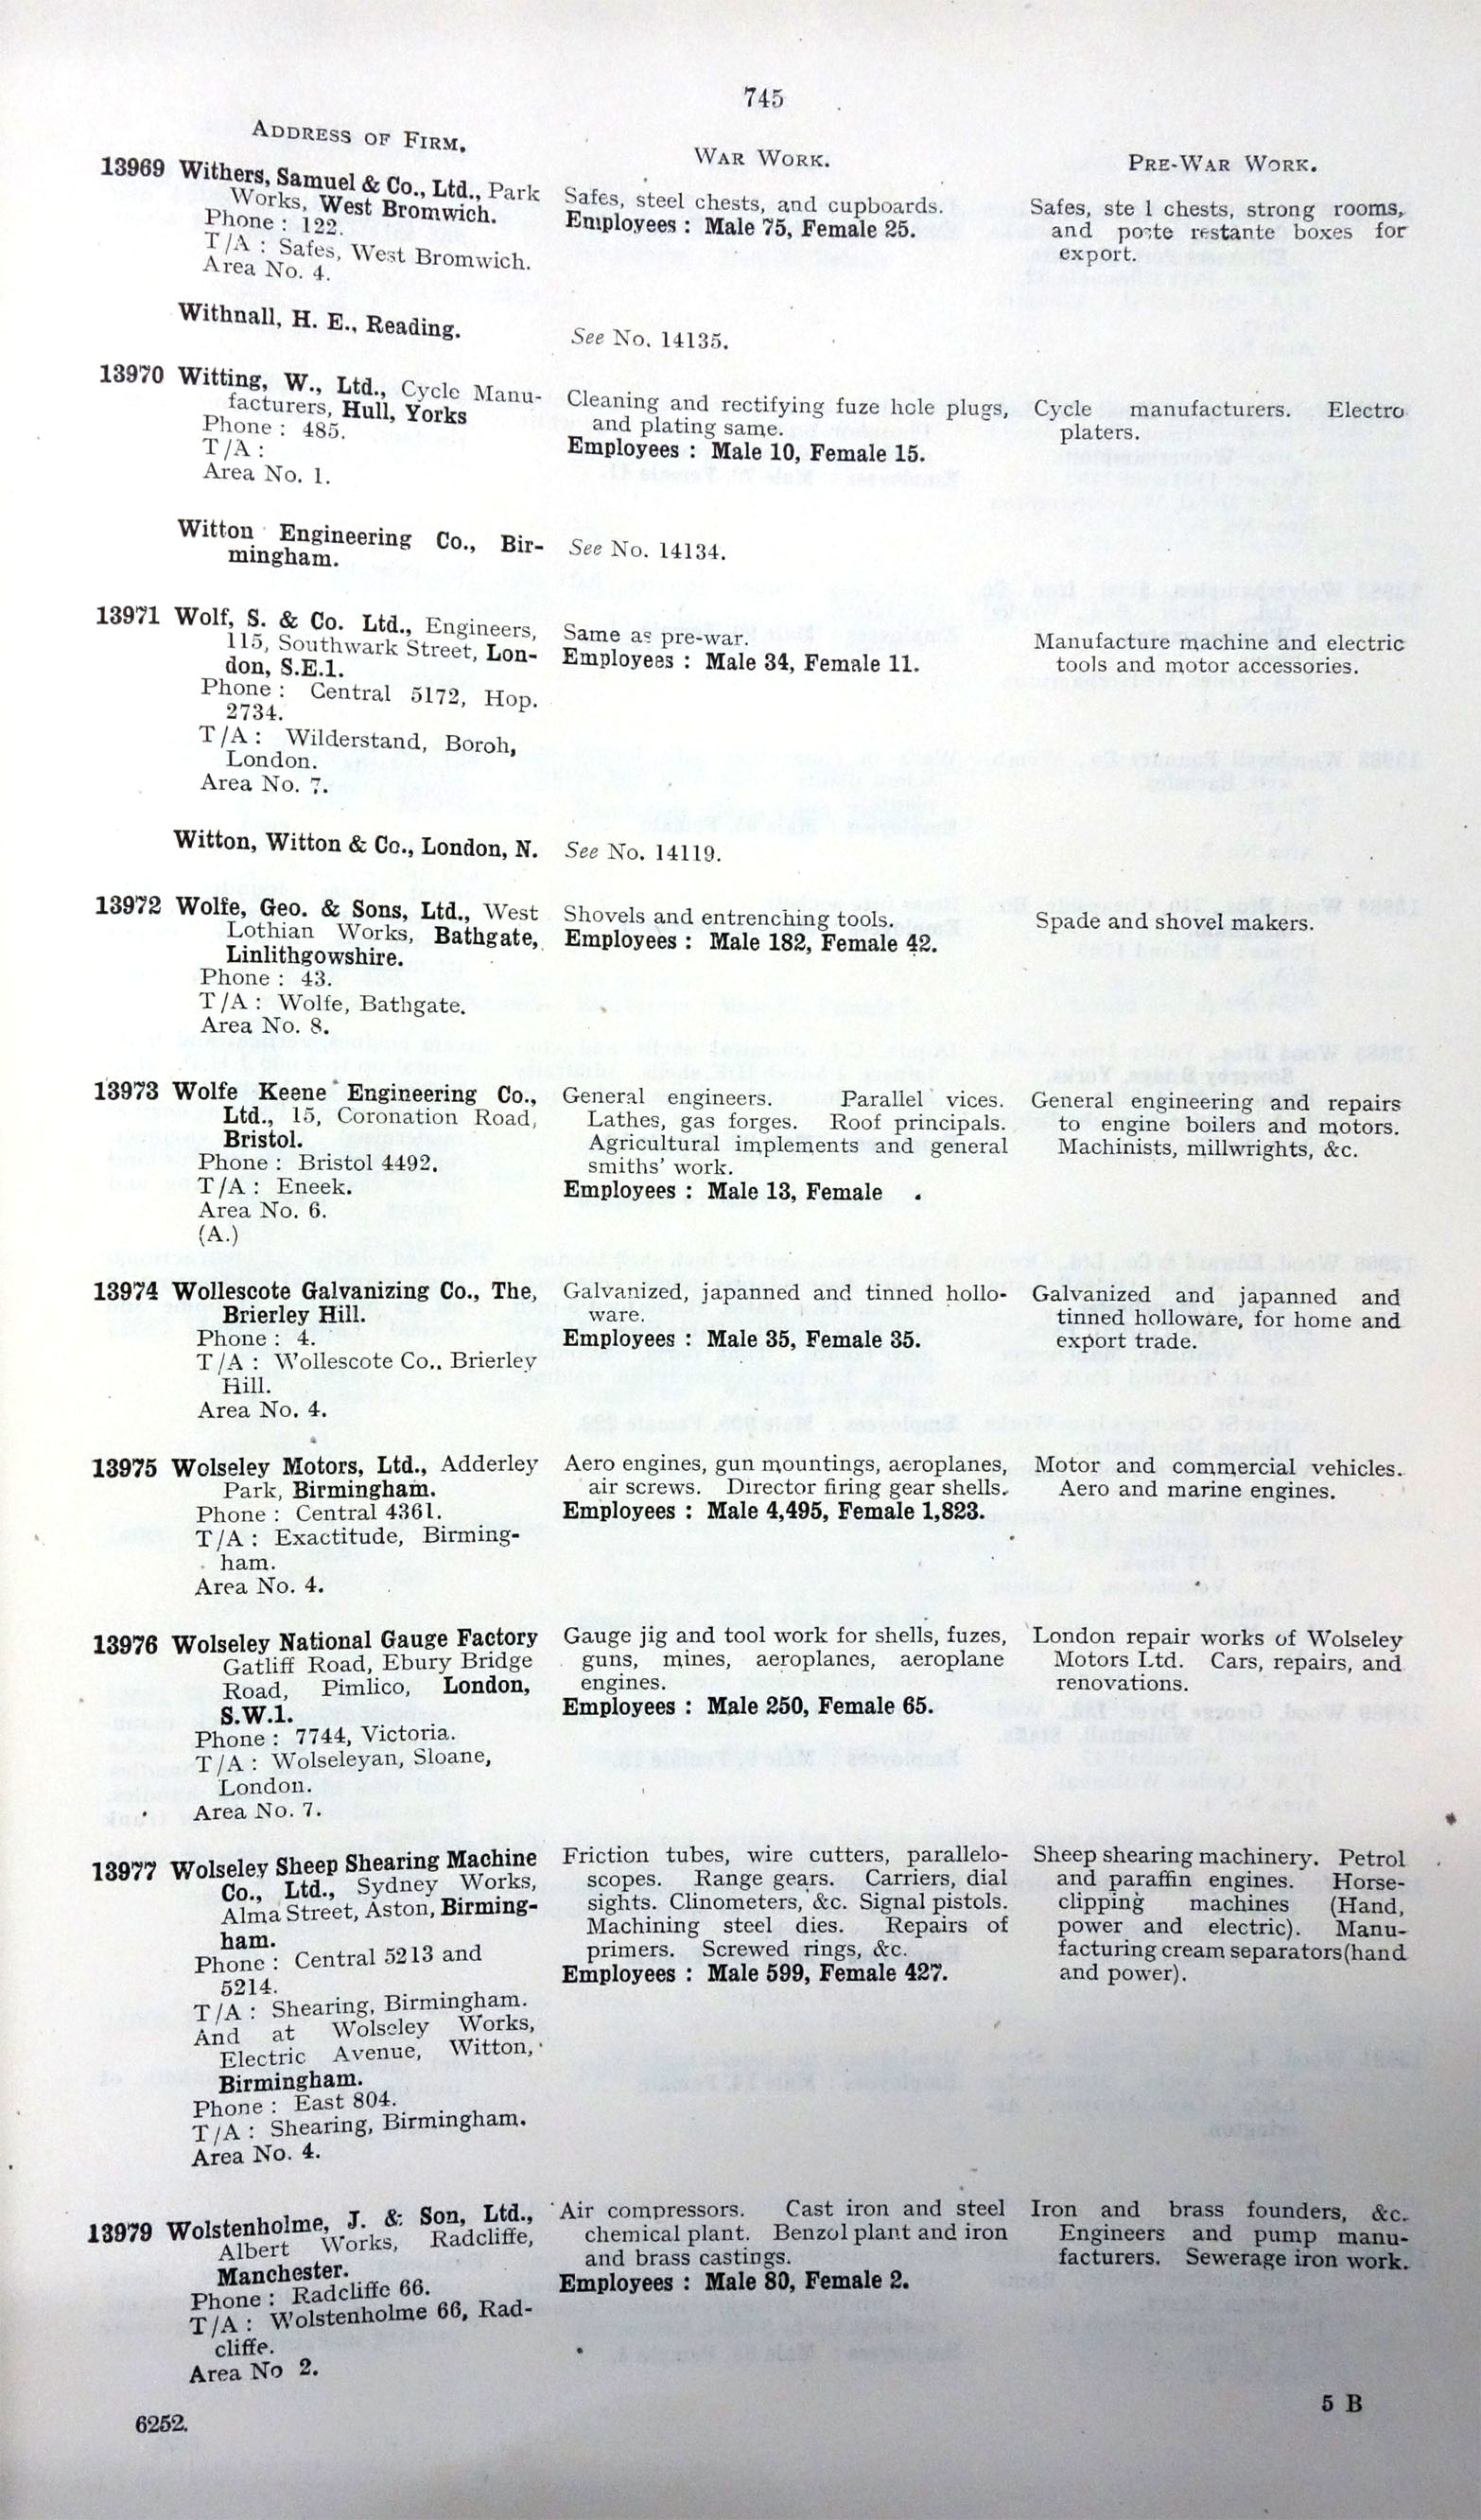 745
ADDRESS OF FIRM.
WAR WORK.
PRE-WAR WORK.
13969 Withers, Samuel & Co., Ltd., Park
Works, West Bromwich.
Phone : 122.
T/A : Safes, West Bromwich.
Area No. 4.
Safes, steel chests, and cupboards.
Employees : Male 75, Female 25.
Safes, ste l chests, strong rooms,
and poste restante boxes for
export.
Withnall, H. E., Reading.
See No. 14135.
13970 Witting, W., Ltd., Cycle Manu-
facturers, Hull, Yorks
Phone : 485.
T/A :
Area No. 1.
Cleaning and rectifying fuze hole plugs,
and plating same.
Employees : Male 10, Female 15.
Cycle manufacturers. Electro
platers.
Witton Engineering Co., Bir-
mingham.
See No. 14134.
13971 Wolf, S. & Co. Ltd., Engineers,
115, Southwark Street, Lon-
don, S.E.1.
Phone : Central 5172, Hop.
2734.
T/A : Wilderstand, Boroh,
London.
Area No. 7.
Same as pre-war.
Employees : Male 34, Female 11.
Manufacture machine and electric
tools and motor accessories.
Witton, Witton & Co., London, N.
See No. 14119.
13972 Wolfe, Geo. & Sons, Ltd., West
Lothian Works, Bathgate,
Linlithgowshire.
Phone : 43.
T/A : Wolfe, Bathgate.
Area No. 8.
Shovels and entrenching tools.
Employees : Male 182, Female 42.
Spade and shovel makers.
13973 Wolfe Keene Engineering Co.,
Ltd., 15, Coronation Road,
Bristol.
Phone : Bristol 4492.
T/A : Eneek.
Area No. 6.
(A.)
General engineers. Parallel vices.
Lathes, gas forges. Roof principals.
Agricultural implements and general
smiths' work.
Employees : Male 13, Female .
General engineering and repairs
to engine boilers and motors.
Machinists, millwrights, &c.
13974 Wollescote Galvanizing Co., The,
Brierley Hill.
Phone : 4.
T/A : Wollescote Co., Brierley
Hill.
Area No. 4.
Galvanized, japanned and tinned hollo-
ware.
Employees : Male 35, Female 35.
Galvanized and japanned and
tinned holloware, for home and
export trade.
13975 Wolseley Motors, Ltd., Adderley
Park, Birmingham.
Phone : Central 4361.
T/A : Exactitude, Birming-
ham.
Area No. 4.
Aero engines, gun mountings, aeroplanes,
air screws. Director firing gear shells.
Employees : Male 4,495, Female 1,823.
Motor and commercial vehicles.
Aero and marine engines.
13976 Wolseley National Gauge Factory
Gatliff Road, Ebury Bridge
Road, Pimlico, London,
S.W.1.
Phone : 7744, Victoria.
T/A : Wolseleyan, Sloane,
London.
Area No. 7.
Gauge jig and tool work for shells, fuzes,
guns, mines, aeroplanes, aeroplane
engines.
Employees : Male 250, Female 65.
London repair works of Wolseley
Motors Ltd. Cars, repairs, and
renovations.
13977 Wolseley Sheep Shearing Machine
Co., Ltd., Sydney Works,
Alma Street, Aston, Birming-
ham.
Phone : Central 5213 and
5214.
T/A : Shearing, Birmingham.
And at Wolseley Works,
Electric Avenue, Witton,
Birmingham.
Phone : East 804.
T/A : Shearing, Birmingham.
Area No. 4.
Friction tubes, wire cutters, parallelo-
scopes. Range gears. Carriers, dial
sights. Clinometers, &c. Signal pistols.
Machining steel dies. Repairs of
primers. Screwed rings, &c.
Employees : Male 599, Female 427.
Sheep shearing machinery. Petrol
and paraffin engines. Horse-
clipping machines (Hand,
power and electric). Manu-
facturing cream separators(hand
and power).
13979 Wolstenholme, J. & Son, Ltd.,
Albert Works, Radcliffe,
Manchester.
Phone : Radcliffe 66.
T/A : Wolstenholme 66, Rad-
cliffe.
Area No 2.
Air compressors. Cast iron and steel
chemical plant. Benzol plant and iron
and brass castings.
Employees : Male 80, Female 2.
Iron and brass founders, &c.
Engineers and pump manu-
facturers. Sewerage iron work.
6252.
5 B